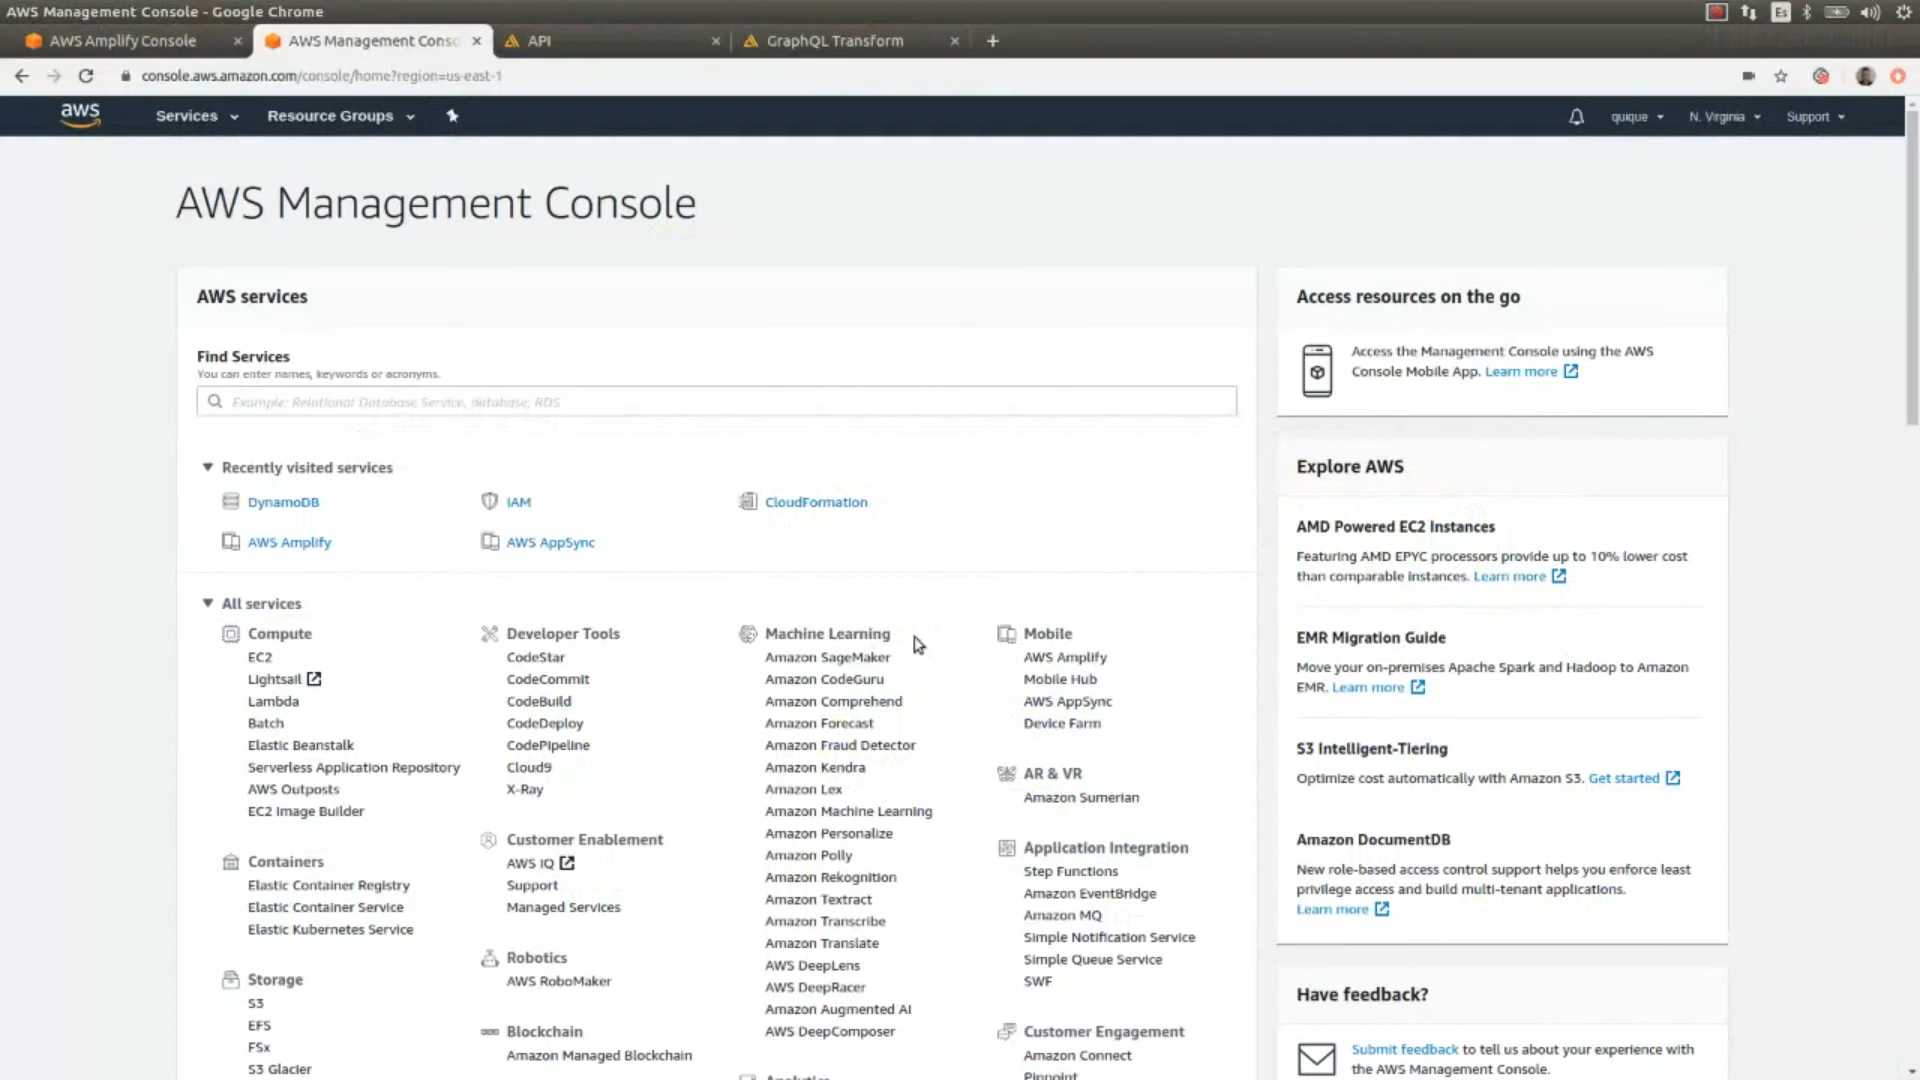 AWS Management Console - Google Chrome
Es
AWS Amplify Console
AWS Management Conso
API
GraphQL Transform
console.aws.amazon.com/console/home?region=us-east-1
aws
Services
Resource Groups
quique
N. Virginia
Support
AWS Management Console
AWS services
Find Services
You can enter names, keywords or acronyms.
Example: Relational Database Service, database, RDS
Recently visited services
DynamoDB
IAM
CloudFormation
AWS Amplify
AWS AppSync
All services
Compute
EC2
Lightsail
Lambda
Batch
Elastic Beanstalk
Serverless Application Repository
AWS Outposts
EC2 Image Builder
Containers
Elastic Container Registry
Elastic Container Service
Elastic Kubernetes Service
Storage
S3
EFS
FSx
S3 Glacier
Developer Tools
CodeStar
CodeCommit
CodeBuild
CodeDeploy
CodePipeline
Cloud9
X-Ray
Customer Enablement
AWS IQ
Support
Managed Services
Robotics
AWS RoboMaker
Blockchain
Amazon Managed Blockchain
Machine Learning
Amazon SageMaker
Amazon CodeGuru
Amazon Comprehend
Amazon Forecast
Amazon Fraud Detector
Amazon Kendra
Amazon Lex
Amazon Machine Learning
Amazon Personalize
Amazon Polly
Amazon Rekognition
Amazon Textract
Amazon Transcribe
Amazon Translate
AWS DeepLens
AWS DeepRacer
Amazon Augmented AI
AWS DeepComposer
Analytics
Mobile
AWS Amplify
Mobile Hub
AWS AppSync
Device Farm
AR & VR
Amazon Sumerian
Application Integration
Step Functions
Amazon EventBridge
Amazon MQ
Simple Notification Service
Simple Queue Service
SWF
Customer Engagement
Amazon Connect
Pinpoint
Access resources on the go
Access the Management Console using the AWS
Console Mobile App. Learn more
Explore AWS
AMD Powered EC2 Instances
Featuring AMD EPYC processors provide up to 10% lower cost
than comparable instances. Learn more
EMR Migration Guide
Move your on-premises Apache Spark and Hadoop to Amazon
EMR. Learn more
S3 Intelligent-Tiering
Optimize cost automatically with Amazon S3. Get started
Amazon DocumentDB
New role-based access control support helps you enforce least
privilege access and build multi-tenant applications.
Learn more
Have feedback?
Submit feedback to tell us about your experience with
the AWS Management Console.